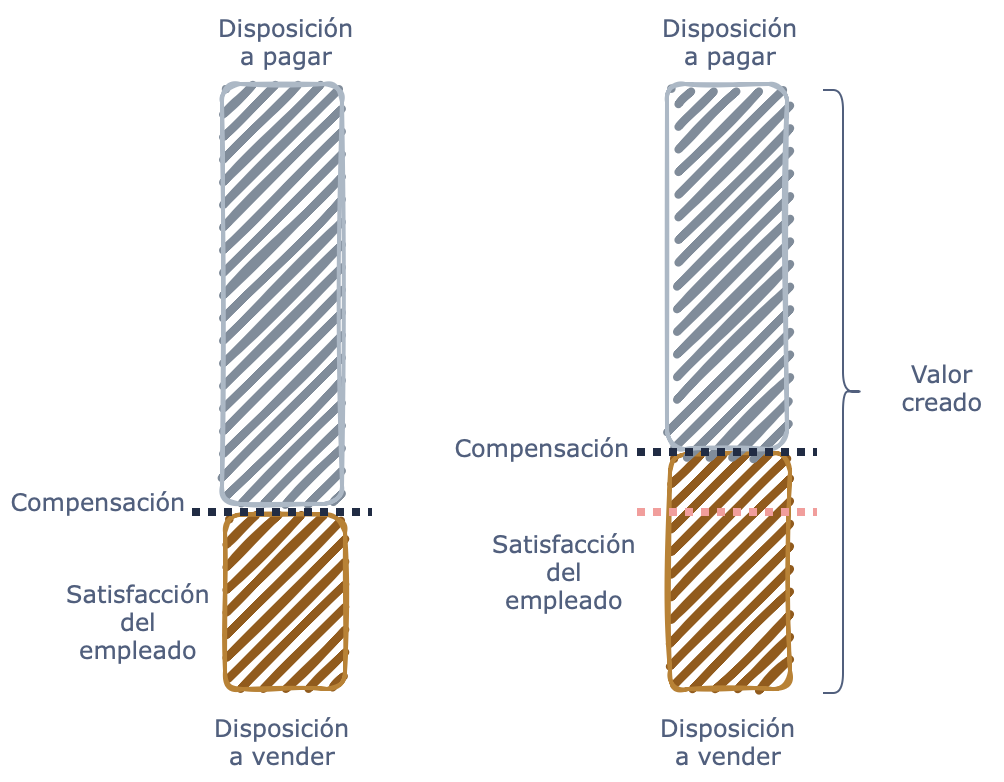 Disposición
a pagar
Compensación
Satisfacción
del
empleado
Disposición
a vender
Disposición
a pagar
Compensación
Satisfacción
del
empleado
Disposición
a vender
Valor
creado